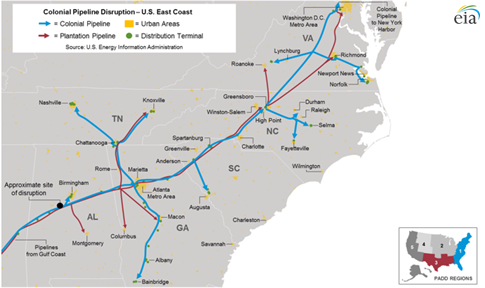 Colonial Pipeline Disruption – U.S. East Coast
= Colonial Pipeline
= Urban Areas
= Plantation Pipeline
= Distribution Terminal
Source: U.S. Energy Information Administration
Washington D.C.
Metro Area
Colonial
Pipeline
to New York
Harbor
eia
VA
Lynchburg
Richmond
Roanoke
Newport News
Norfolk
Nashville
Knoxville
TN
Greensboro
Winston-Salem
High Point
Durham
Raleigh
Selma
NC
Chattanooga
Spartanburg
Greenville
Charlotte
Fayetteville
Anderson
Wilmington
Rome
Marietta
SC
Approximate site
of disruption
Birmingham
Atlanta
Metro Area
Augusta
AL
GA
Macon
Charleston
Columbus
Montgomery
Pipelines
from Gulf Coast
Savannah
Albany
Bainbridge
5
4
2
1
3
PADD REGIONS